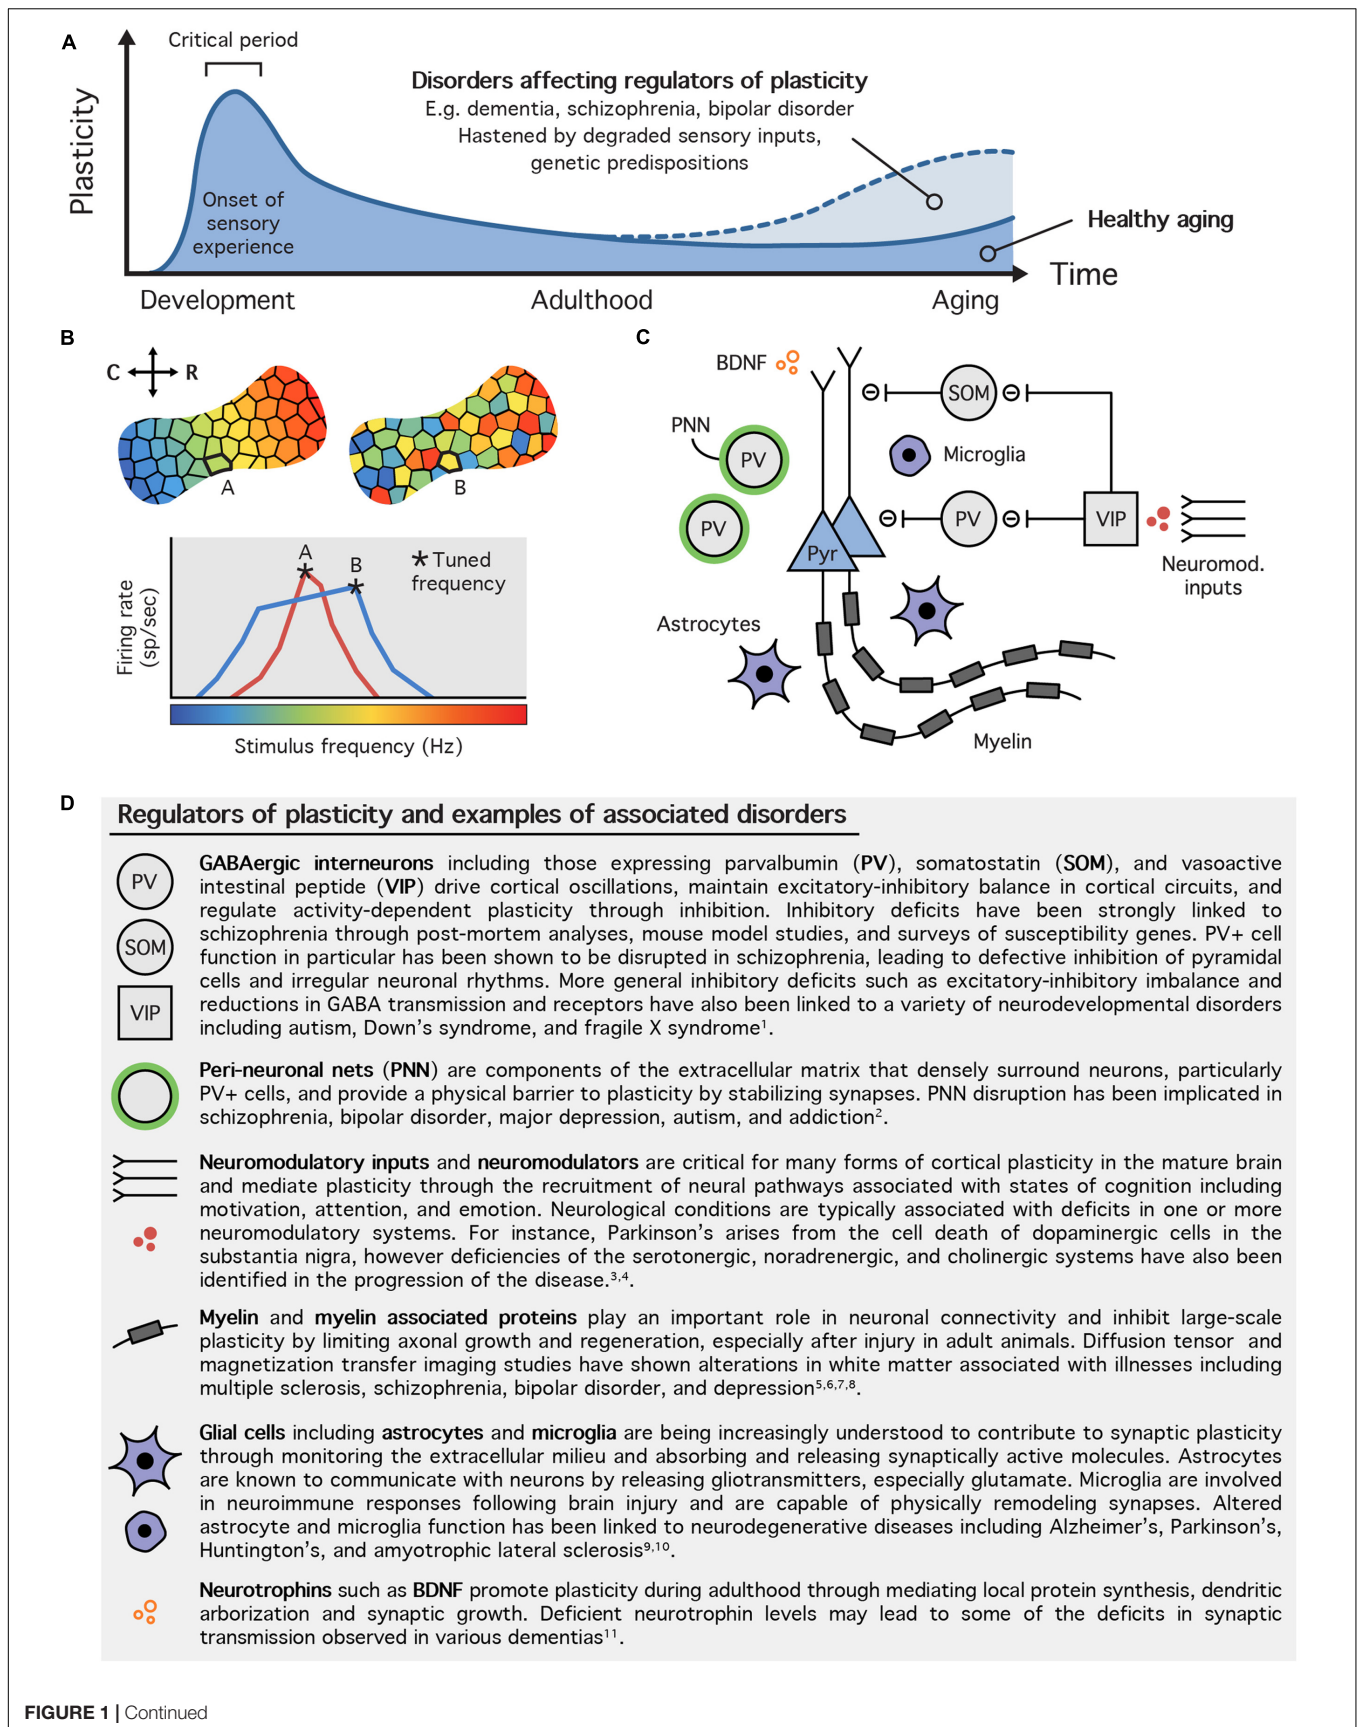 A
Critical period
Plasticity
Disorders affecting regulators of plasticity
E.g. dementia, schizophrenia, bipolar disorder
Hastened by degraded sensory inputs,
genetic predispositions
Onset of
sensory
experience
Healthy aging
Time
Development
Adulthood
Aging
B
C
R
A
B
A
B
* Tuned
frequency
Firing rate
(sp/sec)
Stimulus frequency (Hz)
C
BDNF
SOM
PNN
PV
Microglia
PV
PV
VIP
Pyr
Neuromod.
inputs
Astrocytes
Myelin
D
Regulators of plasticity and examples of associated disorders
PV
SOM
VIP
GABAergic interneurons including those expressing parvalbumin (PV), somatostatin (SOM), and vasoactive
intestinal peptide (VIP) drive cortical oscillations, maintain excitatory-inhibitory balance in cortical circuits, and
regulate activity-dependent plasticity through inhibition. Inhibitory deficits have been strongly linked to
schizophrenia through post-mortem analyses, mouse model studies, and surveys of susceptibility genes. PV+ cell
function in particular has been shown to be disrupted in schizophrenia, leading to defective inhibition of pyramidal
cells and irregular neuronal rhythms. More general inhibitory deficits such as excitatory-inhibitory imbalance and
reductions in GABA transmission and receptors have also been linked to a variety of neurodevelopmental disorders
including autism, Down's syndrome, and fragile X syndrome¹.
Peri-neuronal nets (PNN) are components of the extracellular matrix that densely surround neurons, particularly
PV+ cells, and provide a physical barrier to plasticity by stabilizing synapses. PNN disruption has been implicated in
schizophrenia, bipolar disorder, major depression, autism, and addiction².
Neuromodulatory inputs and neuromodulators are critical for many forms of cortical plasticity in the mature brain
and mediate plasticity through the recruitment of neural pathways associated with states of cognition including
motivation, attention, and emotion. Neurological conditions are typically associated with deficits in one or more
neuromodulatory systems. For instance, Parkinson's arises from the cell death of dopaminergic cells in the
substantia nigra, however deficiencies of the serotonergic, noradrenergic, and cholinergic systems have also been
identified in the progression of the disease.³,⁴.
Myelin and myelin associated proteins play an important role in neuronal connectivity and inhibit large-scale
plasticity by limiting axonal growth and regeneration, especially after injury in adult animals. Diffusion tensor and
magnetization transfer imaging studies have shown alterations in white matter associated with illnesses including
multiple sclerosis, schizophrenia, bipolar disorder, and depression⁵,⁶,⁷,⁸.
Glial cells including astrocytes and microglia are being increasingly understood to contribute to synaptic plasticity
through monitoring the extracellular milieu and absorbing and releasing synaptically active molecules. Astrocytes
are known to communicate with neurons by releasing gliotransmitters, especially glutamate. Microglia are involved
in neuroimmune responses following brain injury and are capable of physically remodeling synapses. Altered
astrocyte and microglia function has been linked to neurodegenerative diseases including Alzheimer's, Parkinson's,
Huntington's, and amyotrophic lateral sclerosis⁹,¹⁰.
Neurotrophins such as BDNF promote plasticity during adulthood through mediating local protein synthesis, dendritic
arborization and synaptic growth. Deficient neurotrophin levels may lead to some of the deficits in synaptic
transmission observed in various dementias¹¹.
FIGURE 1 | Continued